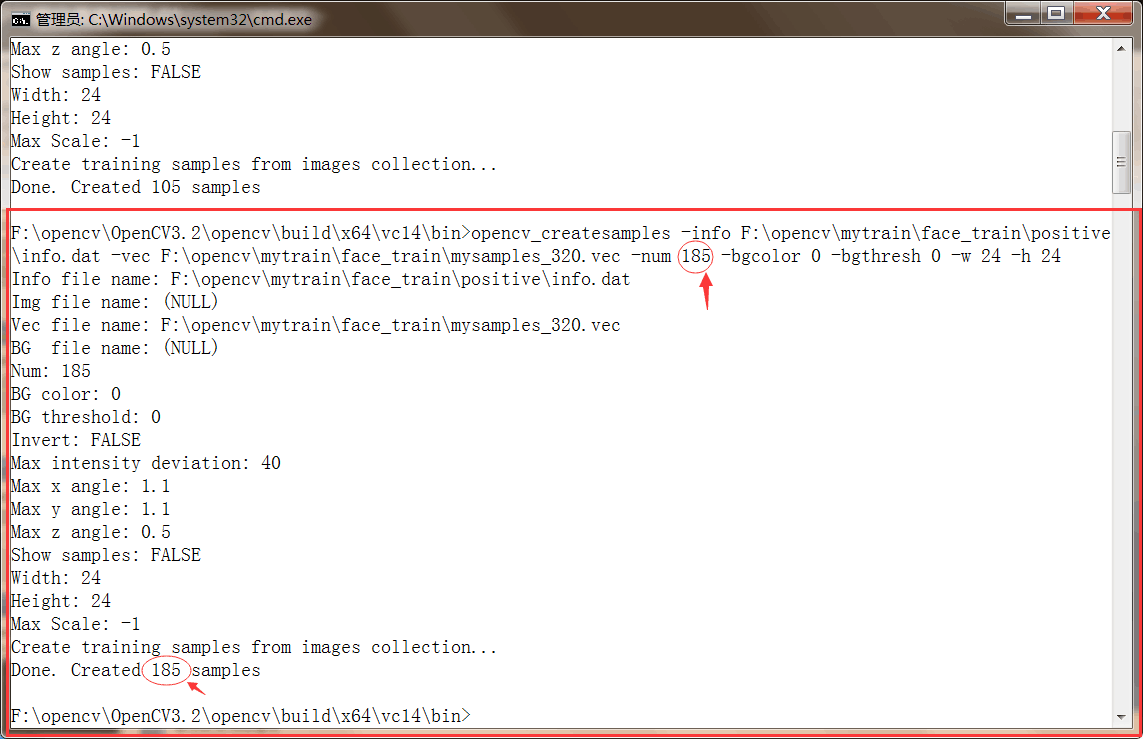 管理员: C:\Windows\system32\cmd.exe
Max z angle: 0.5
Show samples: FALSE
Width: 24
Height: 24
Max Scale: -1
Create training samples from images collection...
Done. Created 105 samples
F:\opencv\OpenCV3.2\opencv\build\x64\vc14\bin>opencv_createsamples -info F:\opencv\mytrain\face_train\positive
\info.dat -vec F:\opencv\mytrain\face_train\mysamples_320.vec -num 185 -bgcolor 0 -bgthresh 0 -w 24 -h 24
Info file name: F:\opencv\mytrain\face_train\positive\info.dat
Img file name: (NULL)
Vec file name: F:\opencv\mytrain\face_train\mysamples_320.vec
BG  file name: (NULL)
Num: 185
BG color: 0
BG threshold: 0
Invert: FALSE
Max intensity deviation: 40
Max x angle: 1.1
Max y angle: 1.1
Max z angle: 0.5
Show samples: FALSE
Width: 24
Height: 24
Max Scale: -1
Create training samples from images collection...
Done. Created 185 samples
F:\opencv\OpenCV3.2\opencv\build\x64\vc14\bin>